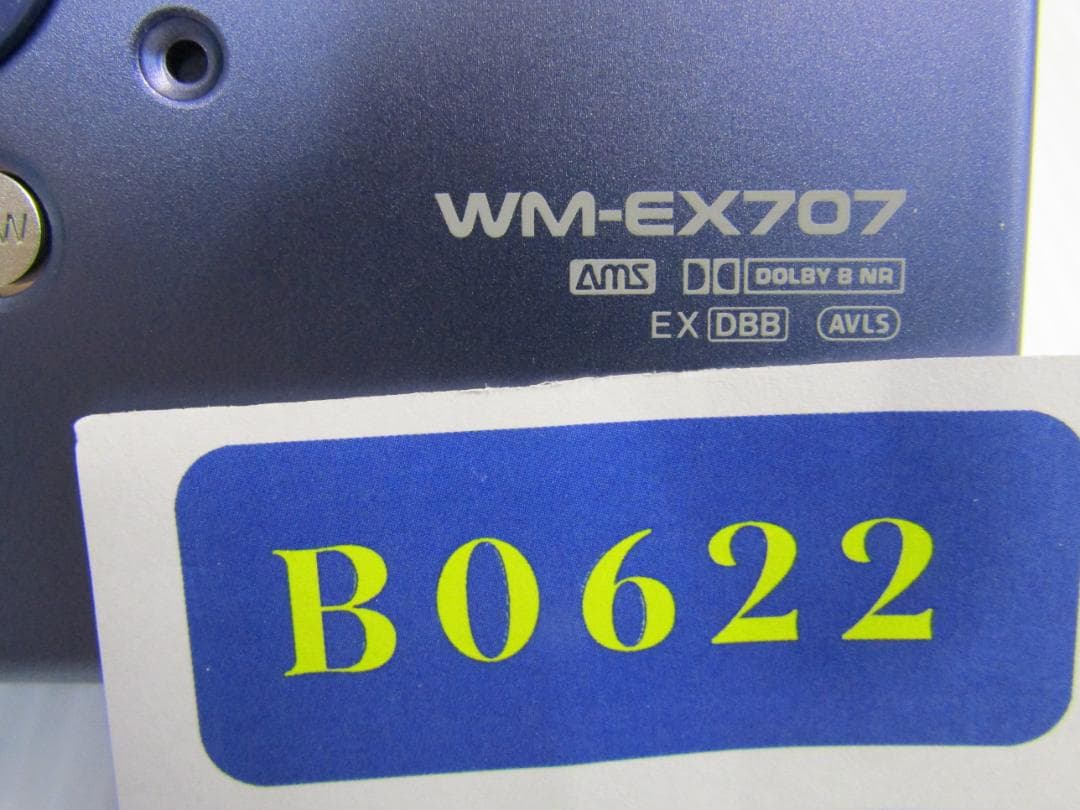 W
WM-EX707
AMS DOLBY B NR
EX DBB AVLS
B0622